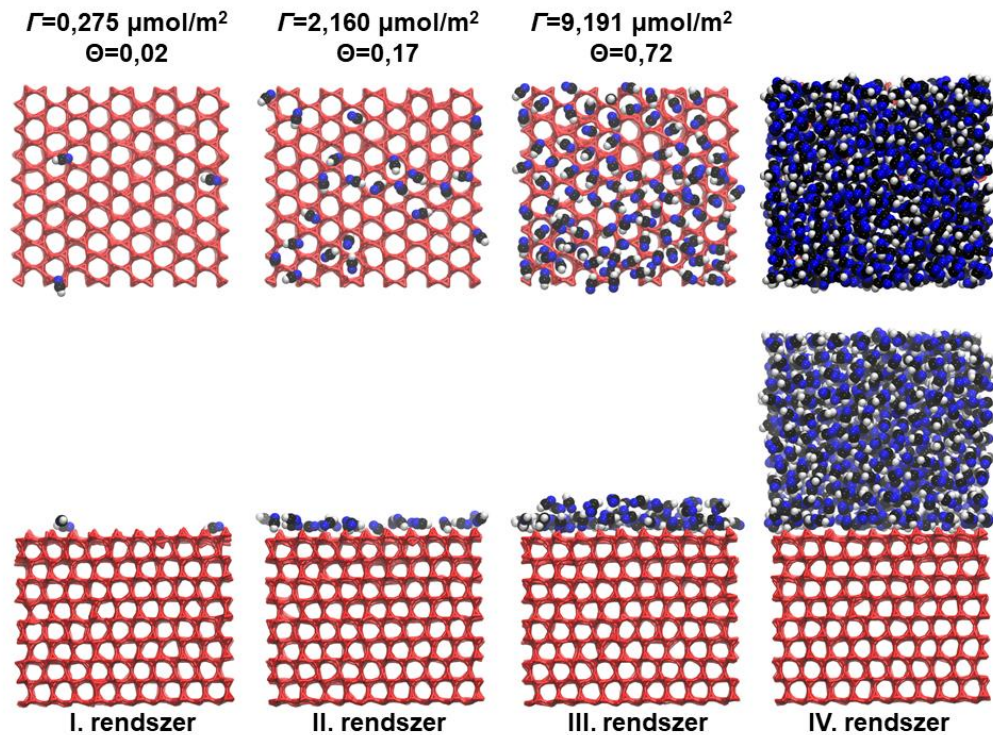 Γ=0,275 μmol/m²
Θ=0,02
Γ=2,160 μmol/m²
Θ=0,17
Γ=9,191 μmol/m²
Θ=0,72
I. rendszer
II. rendszer
III. rendszer
IV. rendszer